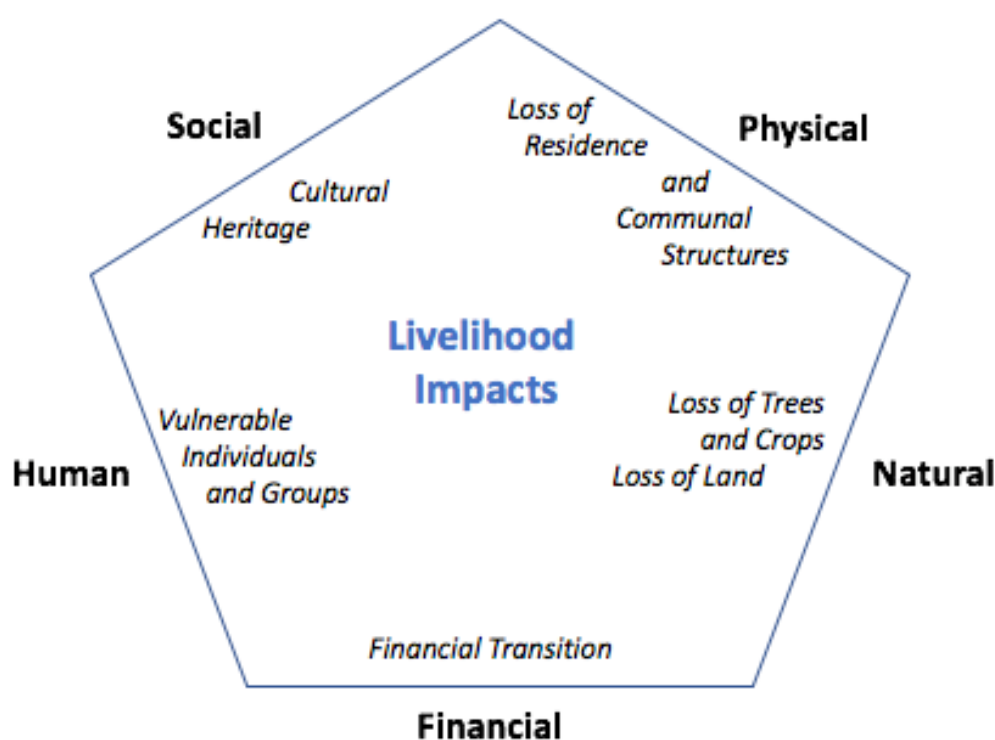 Social
Physical
Loss of
Residence
and
Communal
Structures
Cultural
Heritage
Livelihood
Impacts
Human
Vulnerable
Individuals
and Groups
Loss of Trees
and Crops
Loss of Land
Natural
Financial Transition
Financial